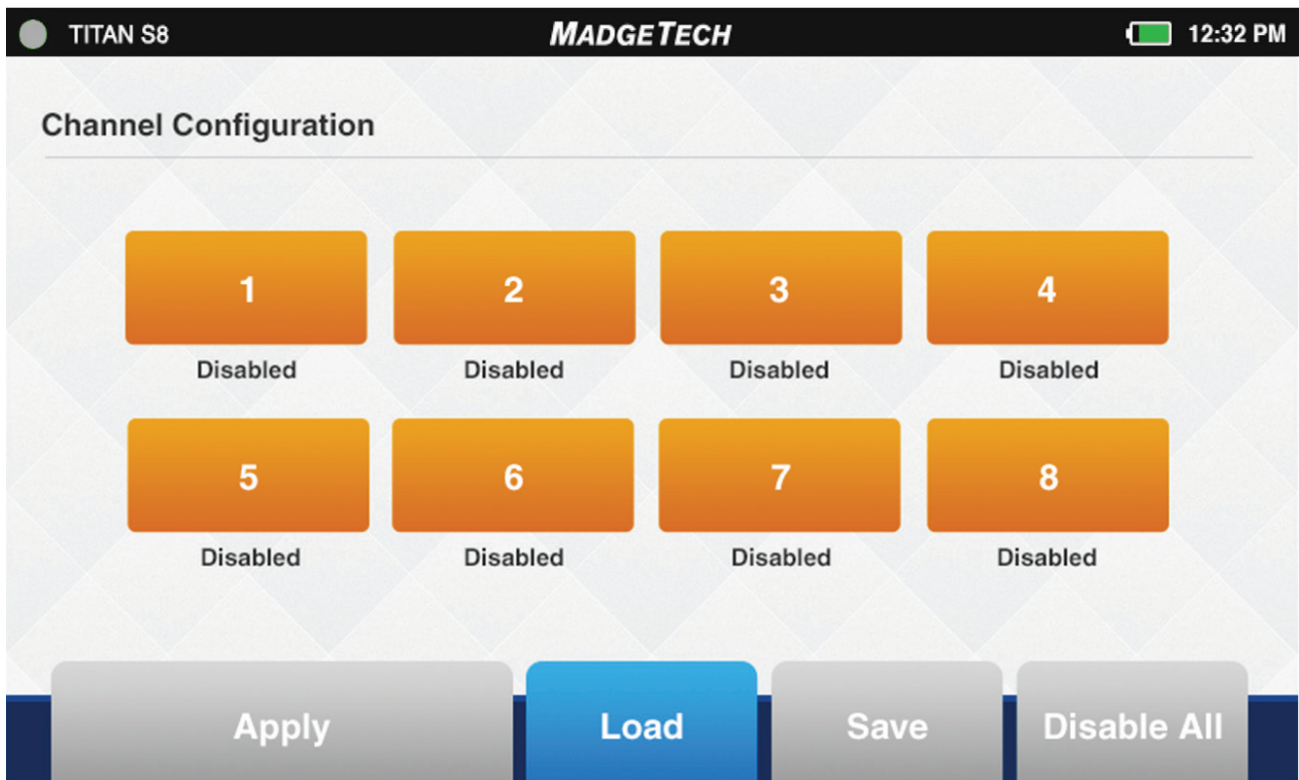 TITAN S8 MADGETECH 12:32 PM
Channel Configuration
1 2 3 4
Disabled Disabled Disabled Disabled
5 6 7 8
Disabled Disabled Disabled Disabled
Apply Load Save Disable All